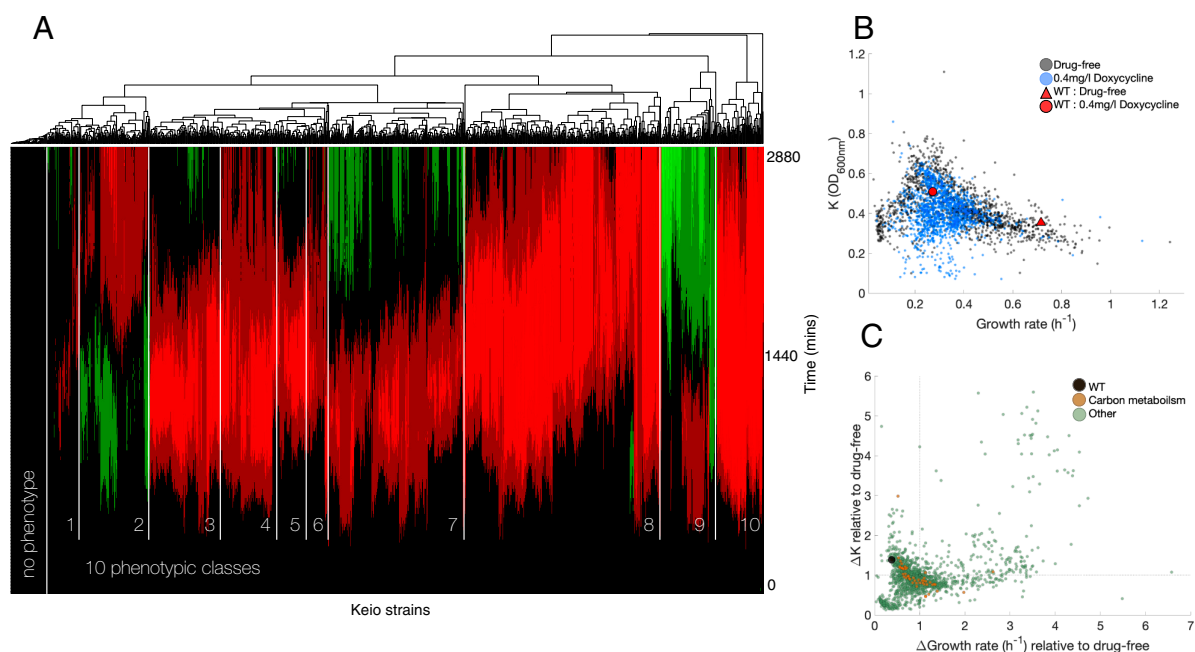 A
2880
1440
0
Time (mins)
no phenotype
1
2
3
4
5
6
7
8
9
10
10 phenotypic classes
Keio strains
B
1.2
1
0.8
0.6
0.4
0.2
0
K (OD600nm)
Drug-free
0.4mg/l Doxycycline
WT : Drug-free
WT : 0.4mg/l Doxycycline
0.2 0.4 0.6 0.8 1 1.2
Growth rate (h-1)
C
6
5
4
3
2
1
0
ΔK relative to drug-free
WT
Carbon metaboilsm
Other
0 1 2 3 4 5 6 7
ΔGrowth rate (h-1) relative to drug-free